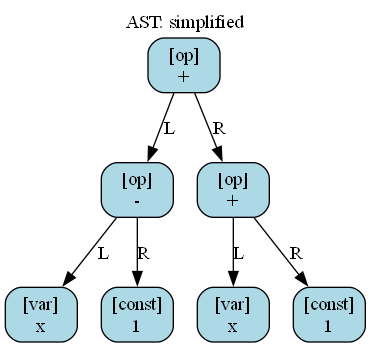 AST: simplified
[op]
+
L
R
[op]
-
[op]
+
L
R
L
R
[var]
x
[const]
1
[var]
x
[const]
1